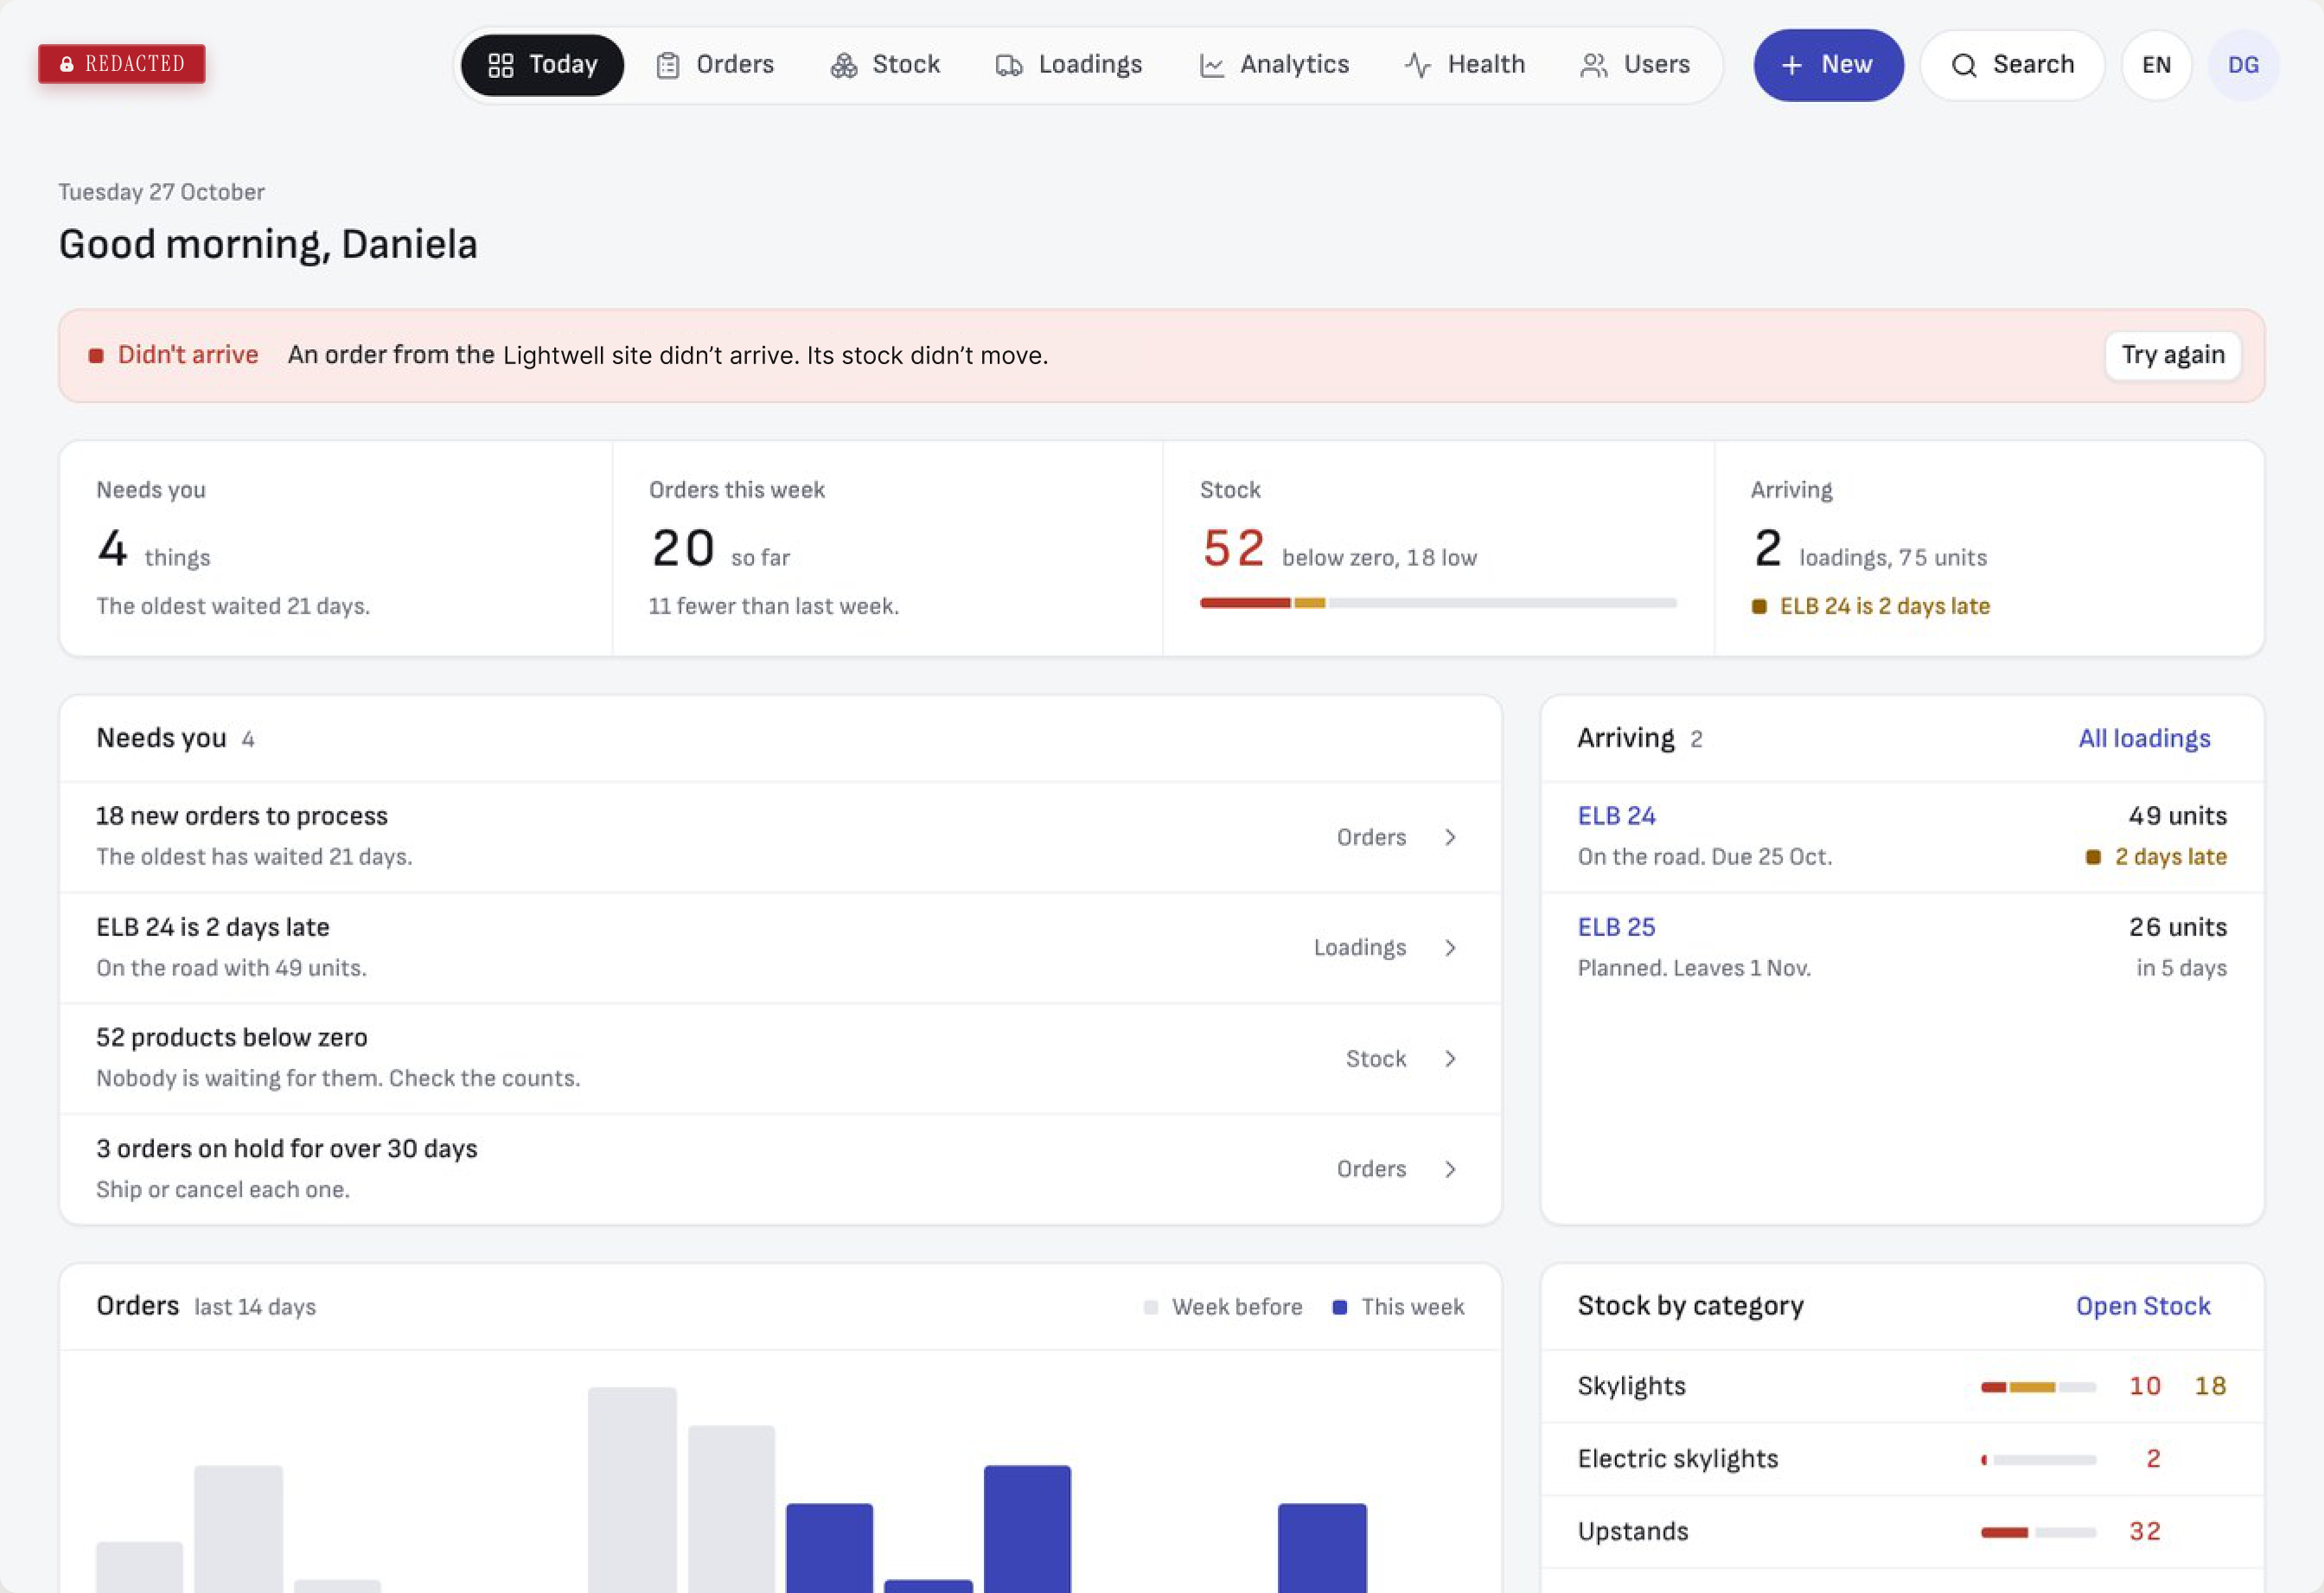 REDACTED
Today
Orders
Stock
Loadings
Analytics
Health
Users
New
Search
EN
DG
Tuesday 27 October
Good morning, Daniela
Didn't arrive An order from the Lightwell site didn’t arrive. Its stock didn’t move.
Try again
Needs you
4 things
The oldest waited 21 days.
Orders this week
20 so far
11 fewer than last week.
Stock
52 below zero, 18 low
Arriving
2 loadings, 75 units
ELB 24 is 2 days late
Needs you 4
18 new orders to process
The oldest has waited 21 days.
Orders
ELB 24 is 2 days late
On the road with 49 units.
Loadings
52 products below zero
Nobody is waiting for them. Check the counts.
Stock
3 orders on hold for over 30 days
Ship or cancel each one.
Orders
Arriving 2
All loadings
ELB 24
49 units
On the road. Due 25 Oct.
2 days late
ELB 25
26 units
Planned. Leaves 1 Nov.
in 5 days
Orders last 14 days
Week before
This week
Stock by category
Open Stock
Skylights
10 18
Electric skylights
2
Upstands
32